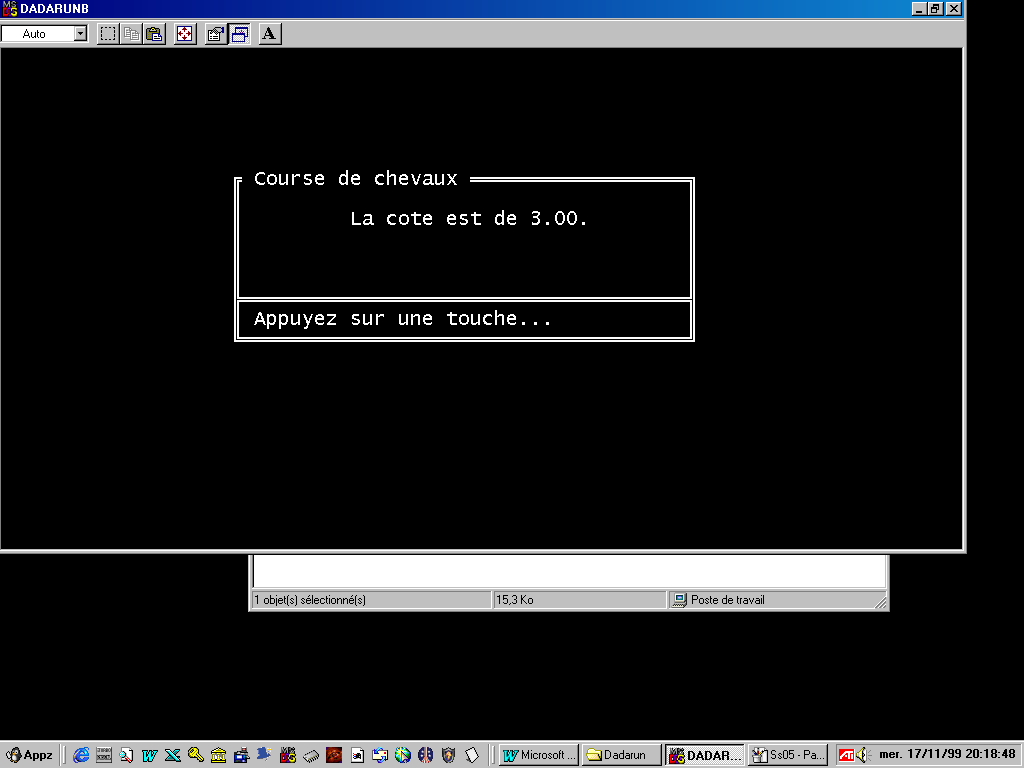 DADARUNB
Auto
A
Course de chevaux
La cote est de 3.00.
Appuyez sur une touche...
1 objet(s) sélectionné(s)
15,3 Ko
Poste de travail
Appz
Microsoft ...
Dadarun
DADAR...
Ss05 - Pa...
mer. 17/11/99 20:18:48